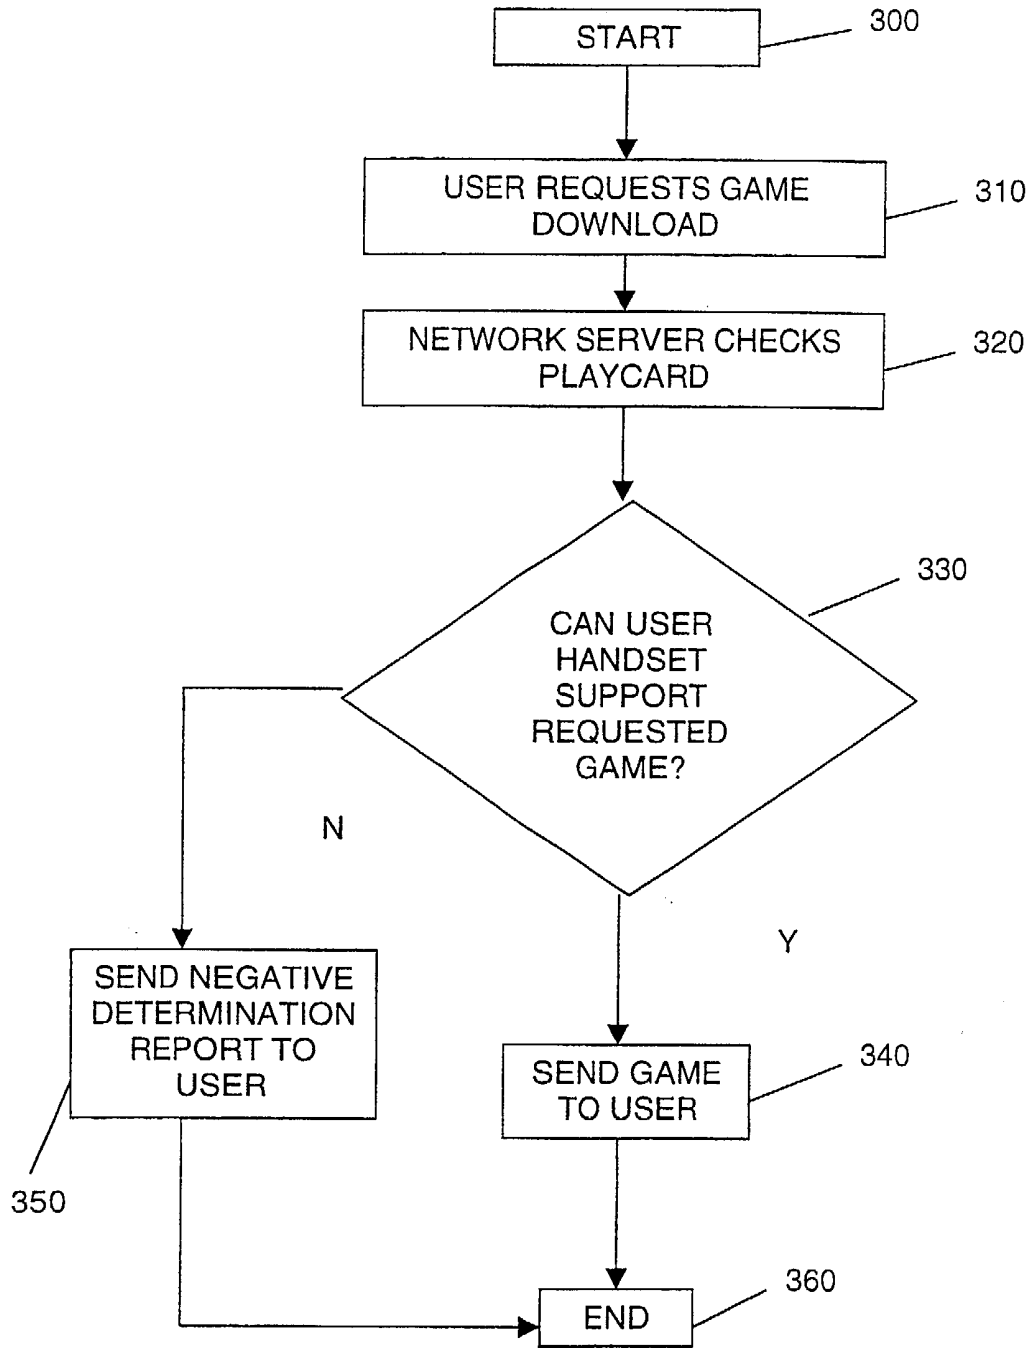 START
300
USER REQUESTS GAME
DOWNLOAD
310
NETWORK SERVER CHECKS
PLAYCARD
320
330
CAN USER
HANDSET
SUPPORT
REQUESTED
GAME?
N
Y
SEND NEGATIVE
DETERMINATION
REPORT TO
USER
350
SEND GAME
TO USER
340
END
360